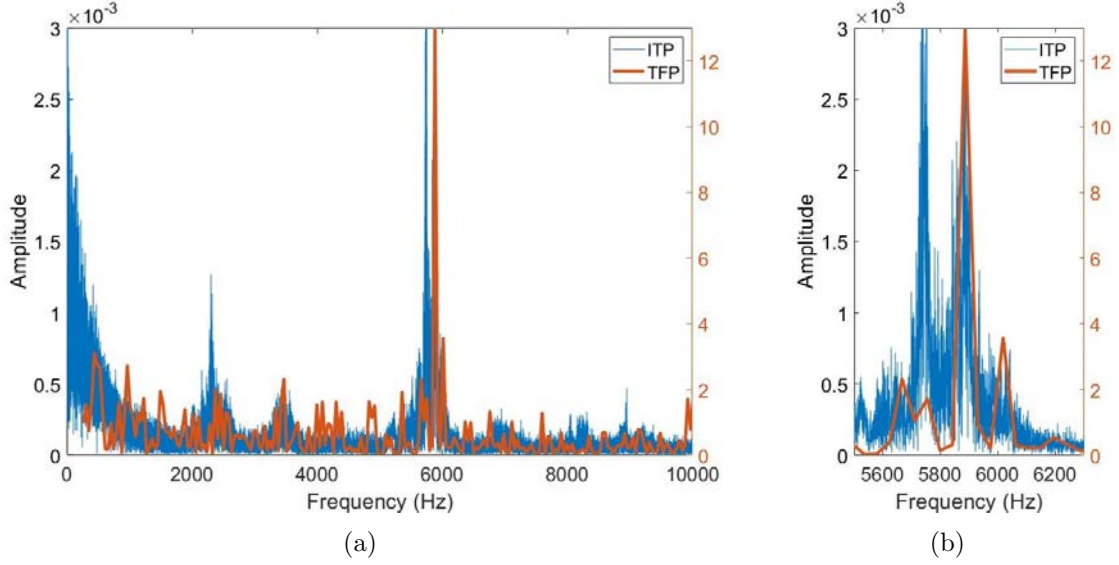 ×10⁻³
3
2.5
2
1.5
1
0.5
0
Amplitude
ITP
TFP
12
10
8
6
4
2
0
0 2000 4000 6000 8000 10000
Frequency (Hz)
(a)
×10⁻³
3
2.5
2
1.5
1
0.5
0
Amplitude
ITP
TFP
12
10
8
6
4
2
0
5600 5800 6000 6200
Frequency (Hz)
(b)